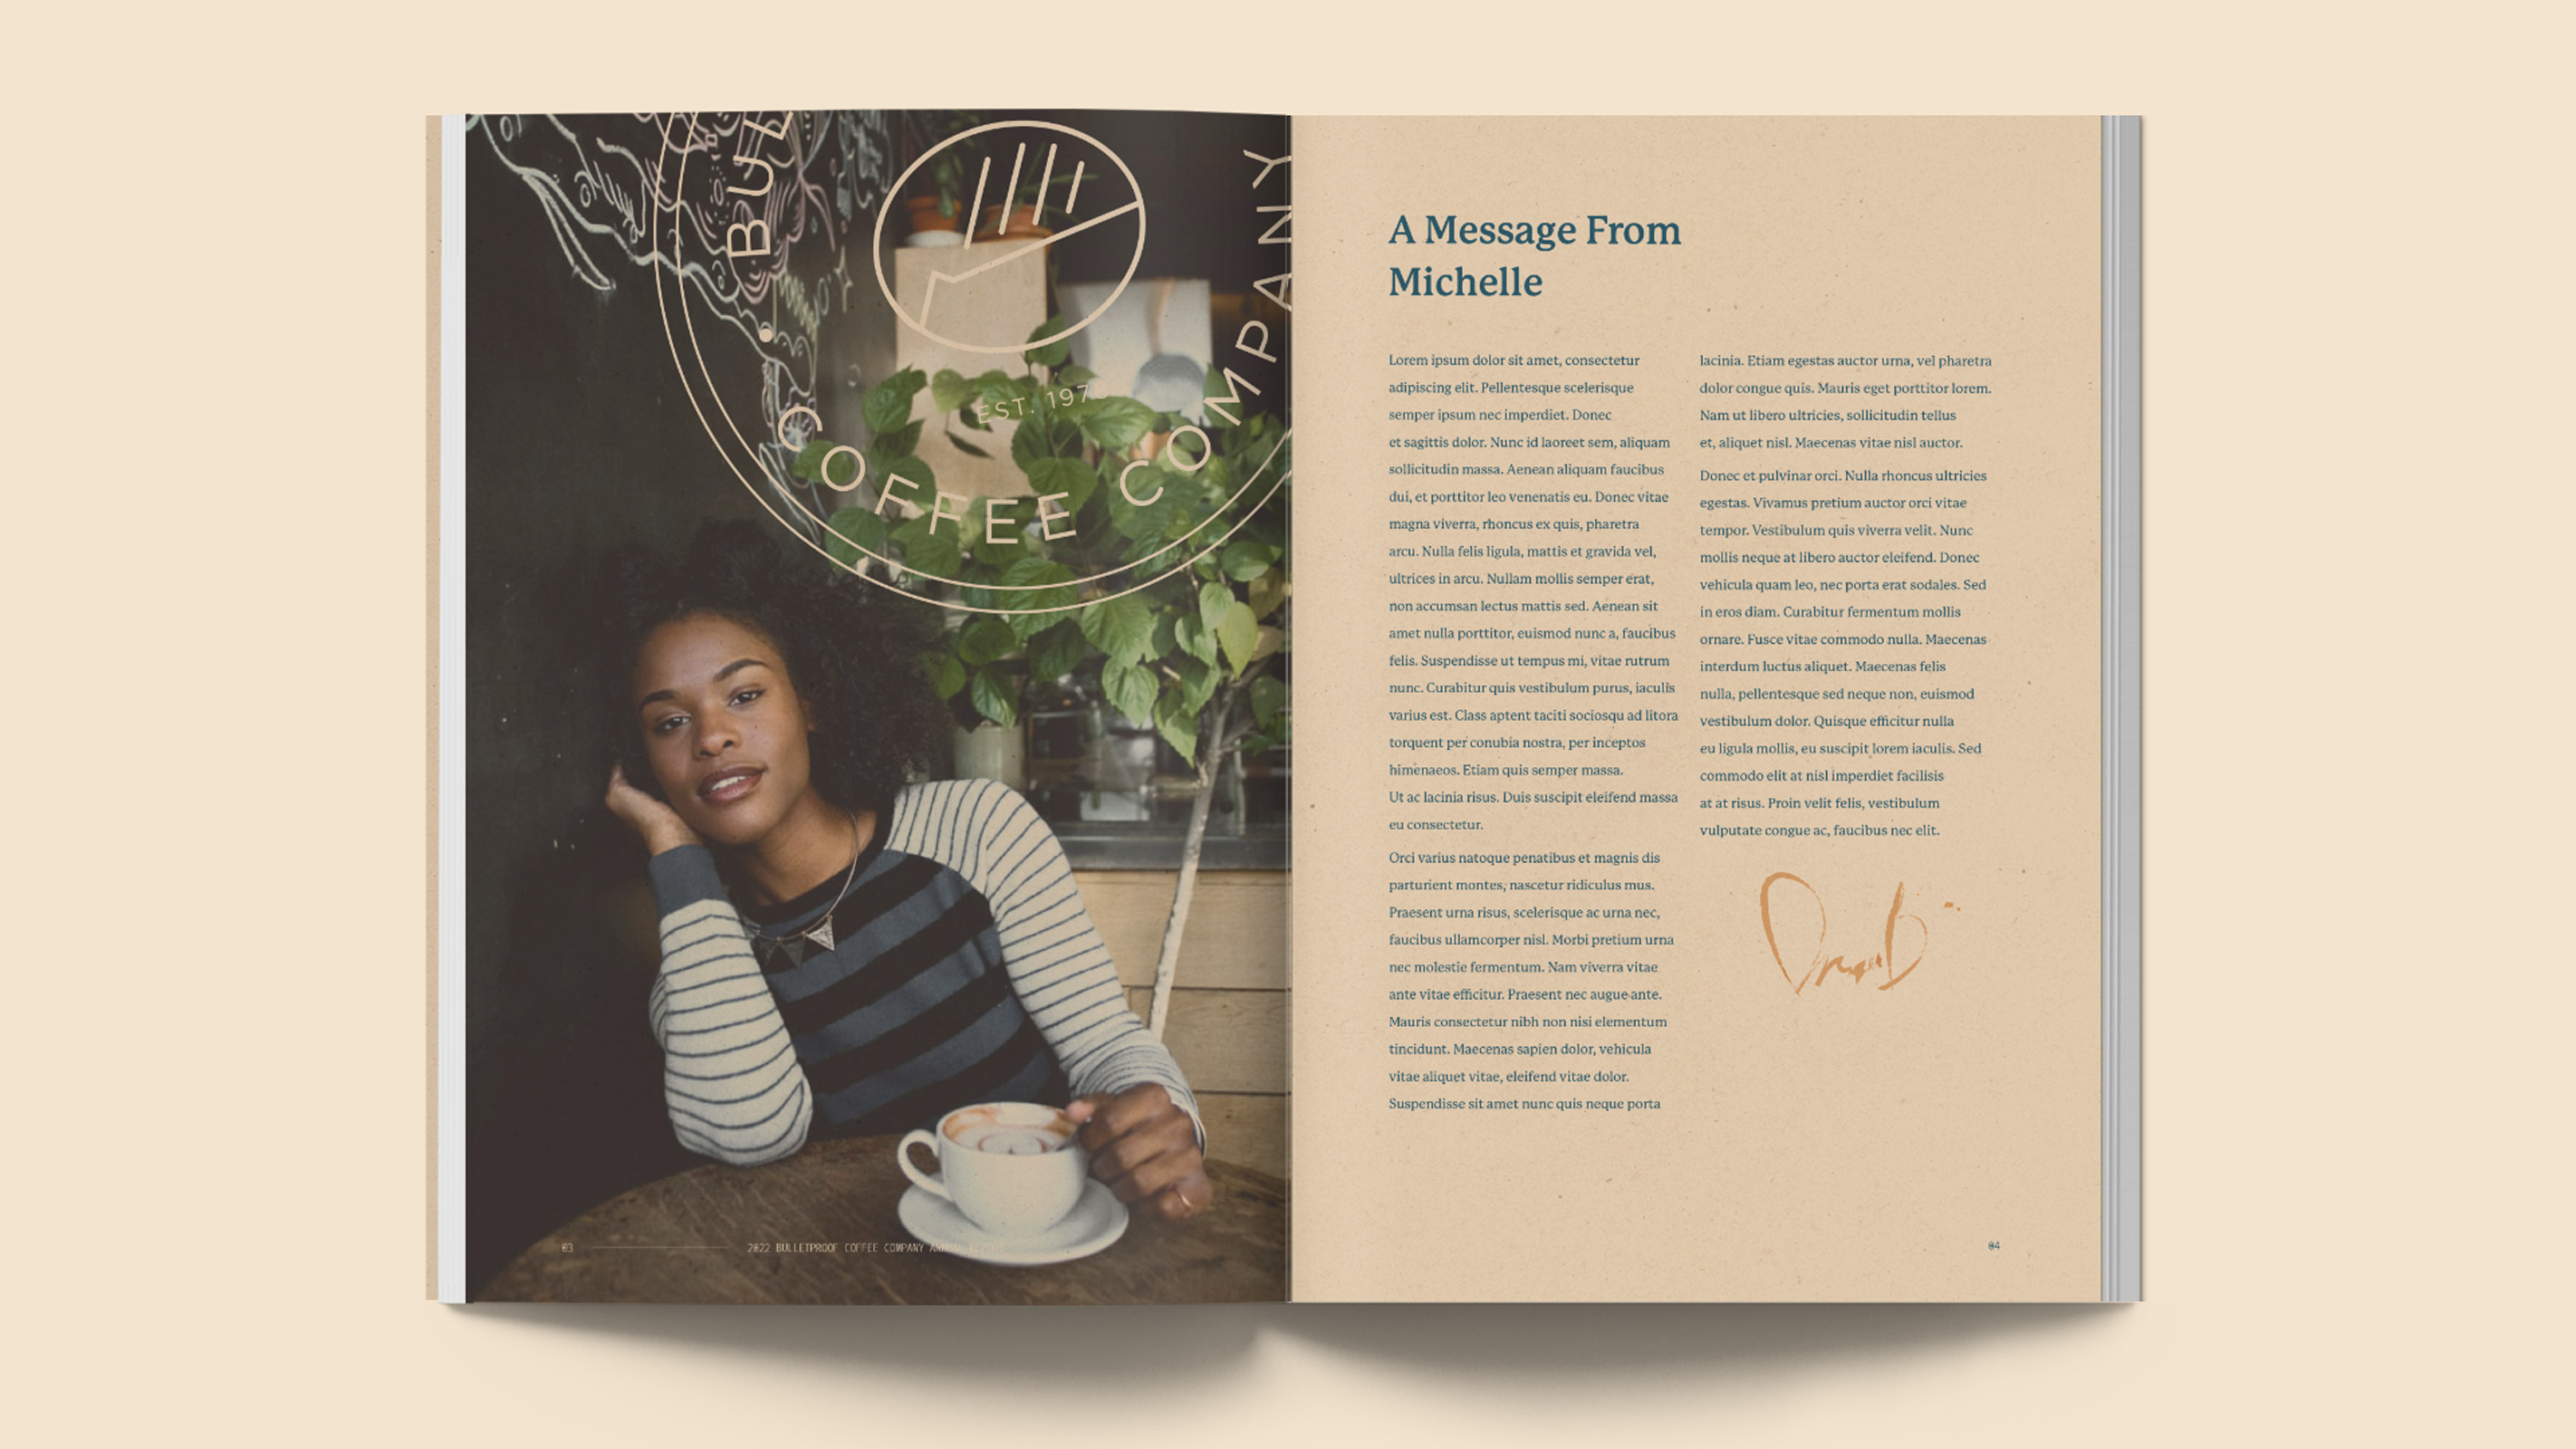 BUL
COFFEE COMPANY
EST. 197
03
2022 BULLETPROOF COFFEE COMPANY
A Message From
Michelle
Lorem ipsum dolor sit amet, consectetur
adipiscing elit. Pellentesque scelerisque
semper ipsum nec imperdiet. Donec
et sagittis dolor. Nunc id laoreet sem, aliquam
sollicitudin massa. Aenean aliquam faucibus
dui, et porttitor leo venenatis eu. Donec vitae
magna viverra, rhoncus ex quis, pharetra
arcu. Nulla felis ligula, mattis et gravida vel,
ultrices in arcu. Nullam mollis semper erat,
non accumsan lectus mattis sed. Aenean sit
amet nulla porttitor, euismod nunc a, faucibus
felis. Suspendisse ut tempus mi, vitae rutrum
nunc. Curabitur quis vestibulum purus, iaculis
varius est. Class aptent taciti sociosqu ad litora
torquent per conubia nostra, per inceptos
himenaeos. Etiam quis semper massa.
Ut ac lacinia risus. Duis suscipit eleifend massa
eu consectetur.
Orci varius natoque penatibus et magnis dis
parturient montes, nascetur ridiculus mus.
Praesent urna risus, scelerisque ac urna nec,
faucibus ullamcorper nisl. Morbi pretium urna
nec molestie fermentum. Nam viverra vitae
ante vitae efficitur. Praesent nec augue ante.
Mauris consectetur nibh non nisi elementum
tincidunt. Maecenas sapien dolor, vehicula
vitae aliquet vitae, eleifend vitae dolor.
Suspendisse sit amet nunc quis neque porta
lacinia. Etiam egestas auctor urna, vel pharetra
dolor congue quis. Mauris eget porttitor lorem.
Nam ut libero ultricies, sollicitudin tellus
et, aliquet nisl. Maecenas vitae nisl auctor.
Donec et pulvinar orci. Nulla rhoncus ultricies
egestas. Vivamus pretium auctor orci vitae
tempor. Vestibulum quis viverra velit. Nunc
mollis neque at libero auctor eleifend. Donec
vehicula quam leo, nec porta erat sodales. Sed
in eros diam. Curabitur fermentum mollis
ornare. Fusce vitae commodo nulla. Maecenas
interdum luctus aliquet. Maecenas felis
nulla, pellentesque sed neque non, euismod
vestibulum dolor. Quisque efficitur nulla
eu ligula mollis, eu suscipit lorem iaculis. Sed
commodo elit at nisl imperdiet facilisis
at at risus. Proin velit felis, vestibulum
vulputate congue ac, faucibus nec elit.
04